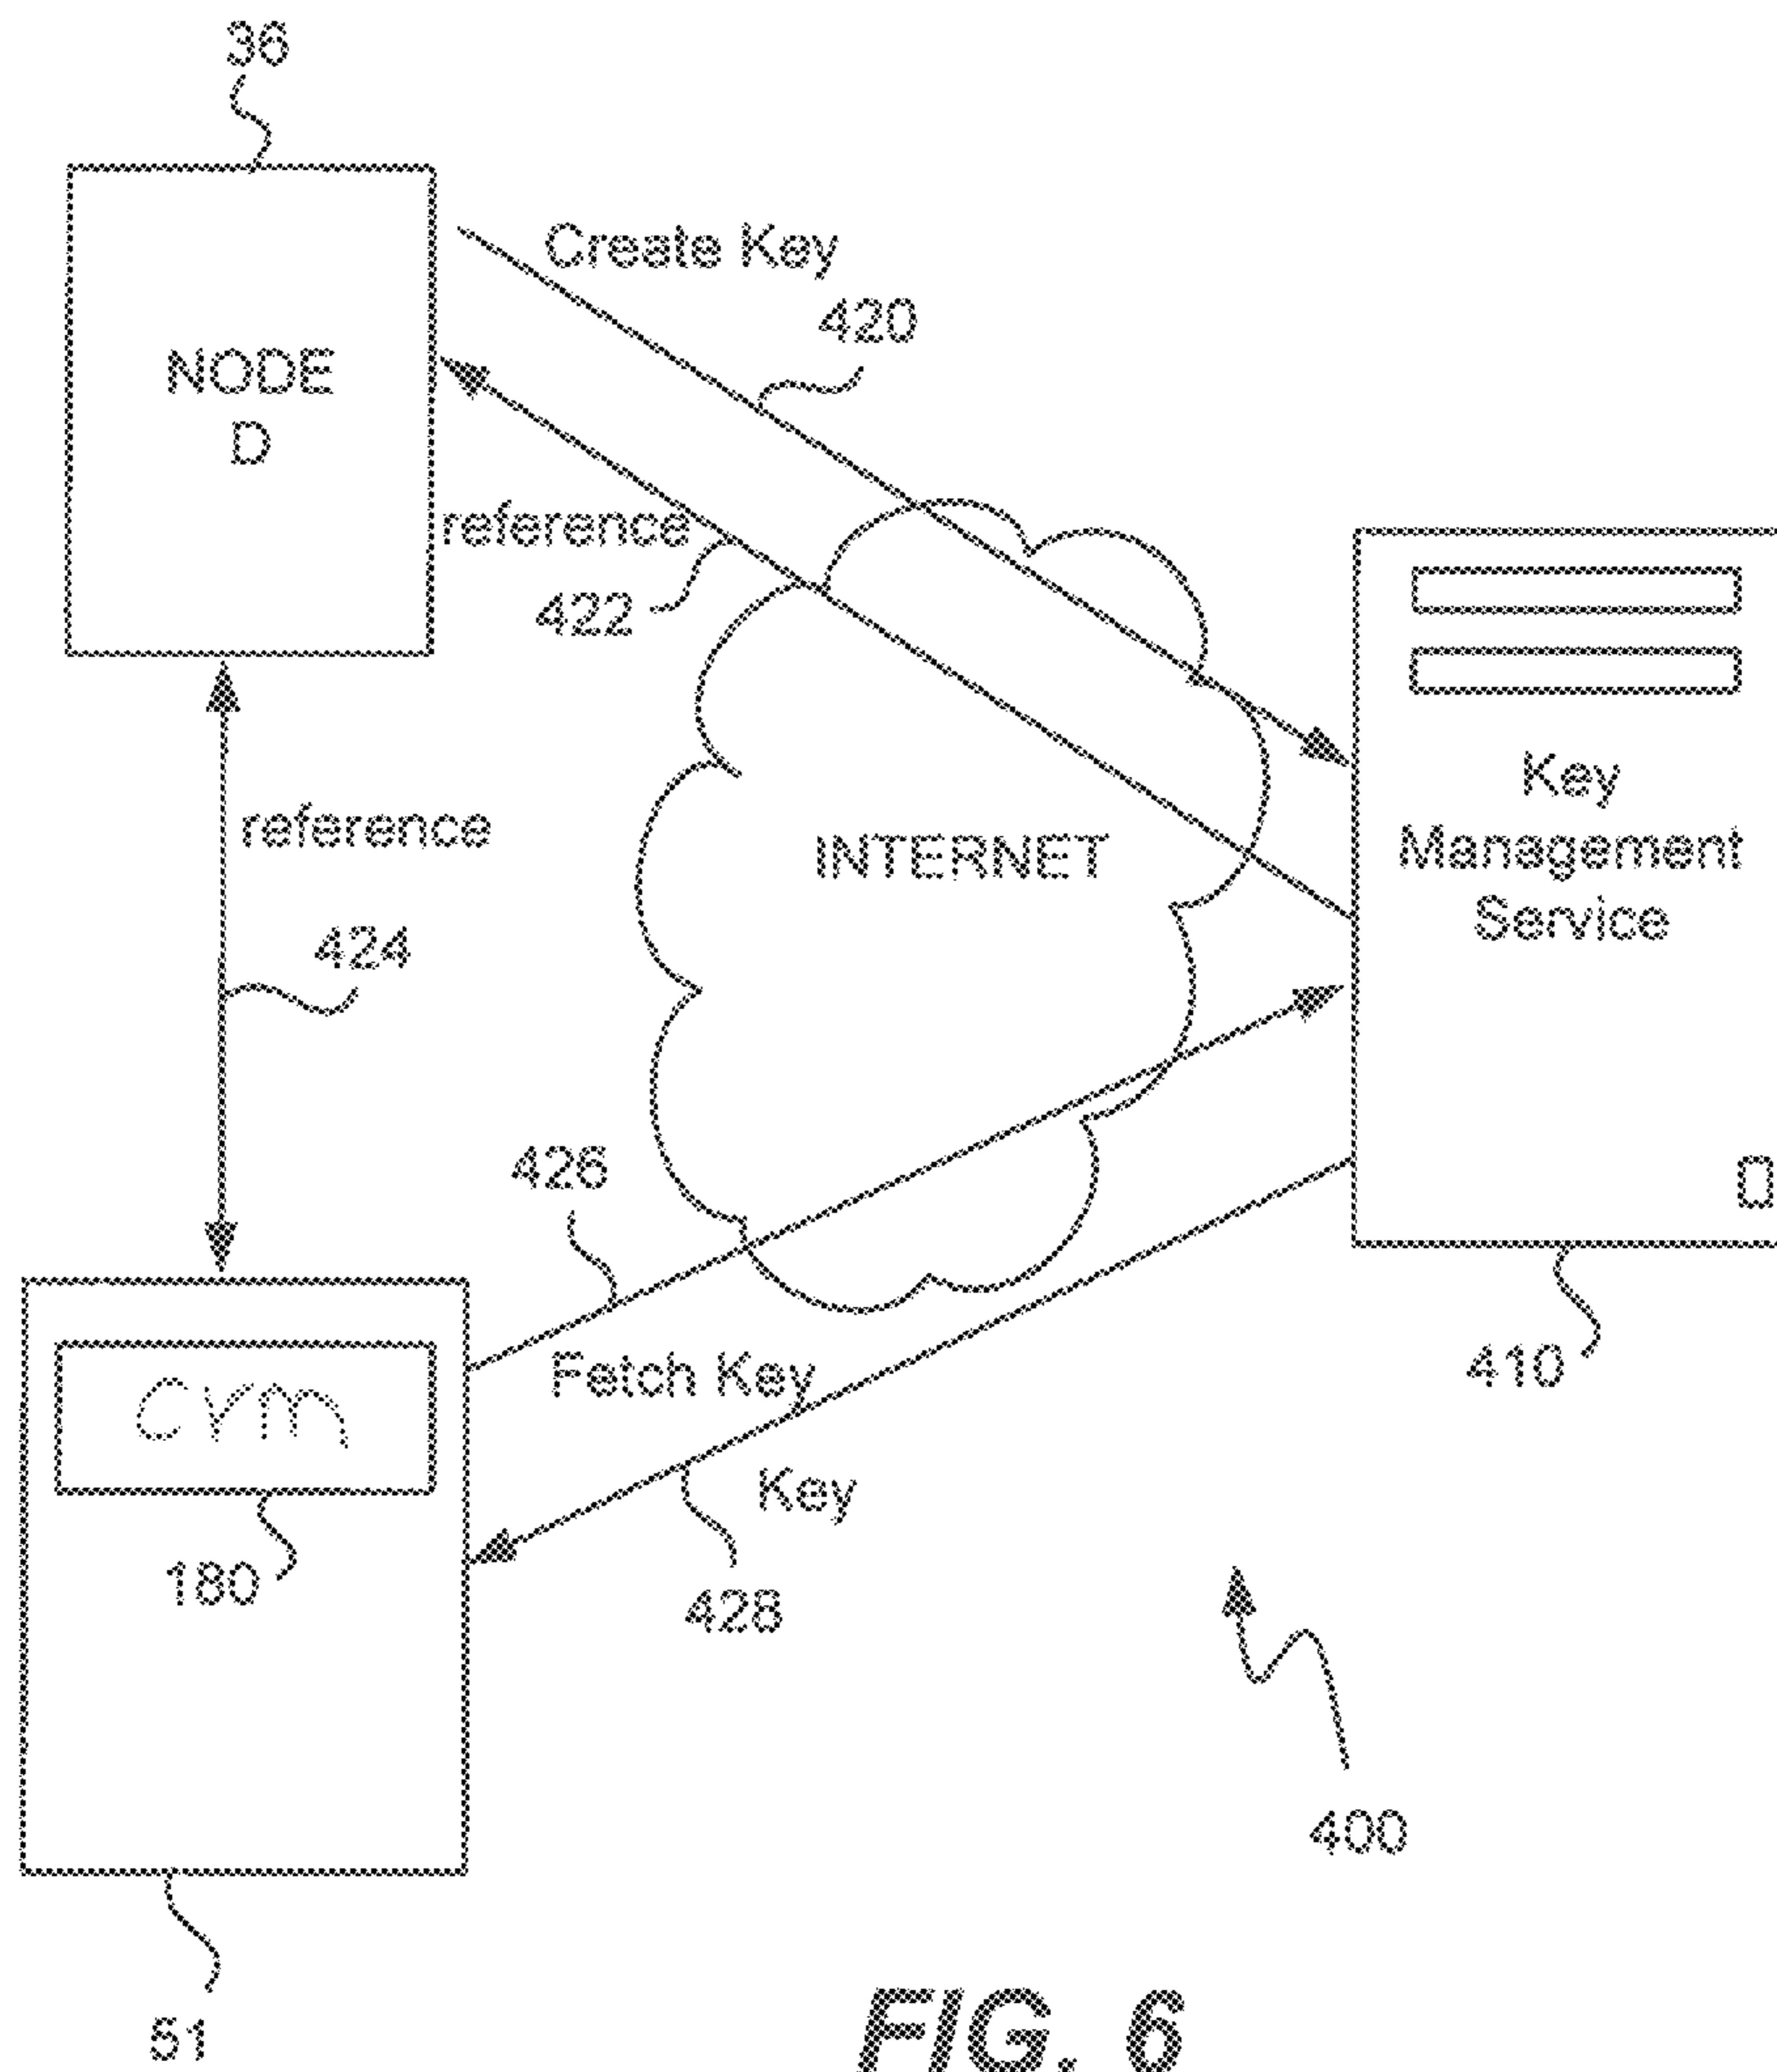 36
Create Key
420
NODE
D
reference
422
Key
Management
Service
INTERNET
reference
424
426
410
Fetch Key
CVM
Key
180
428
400
51
FIG. 6